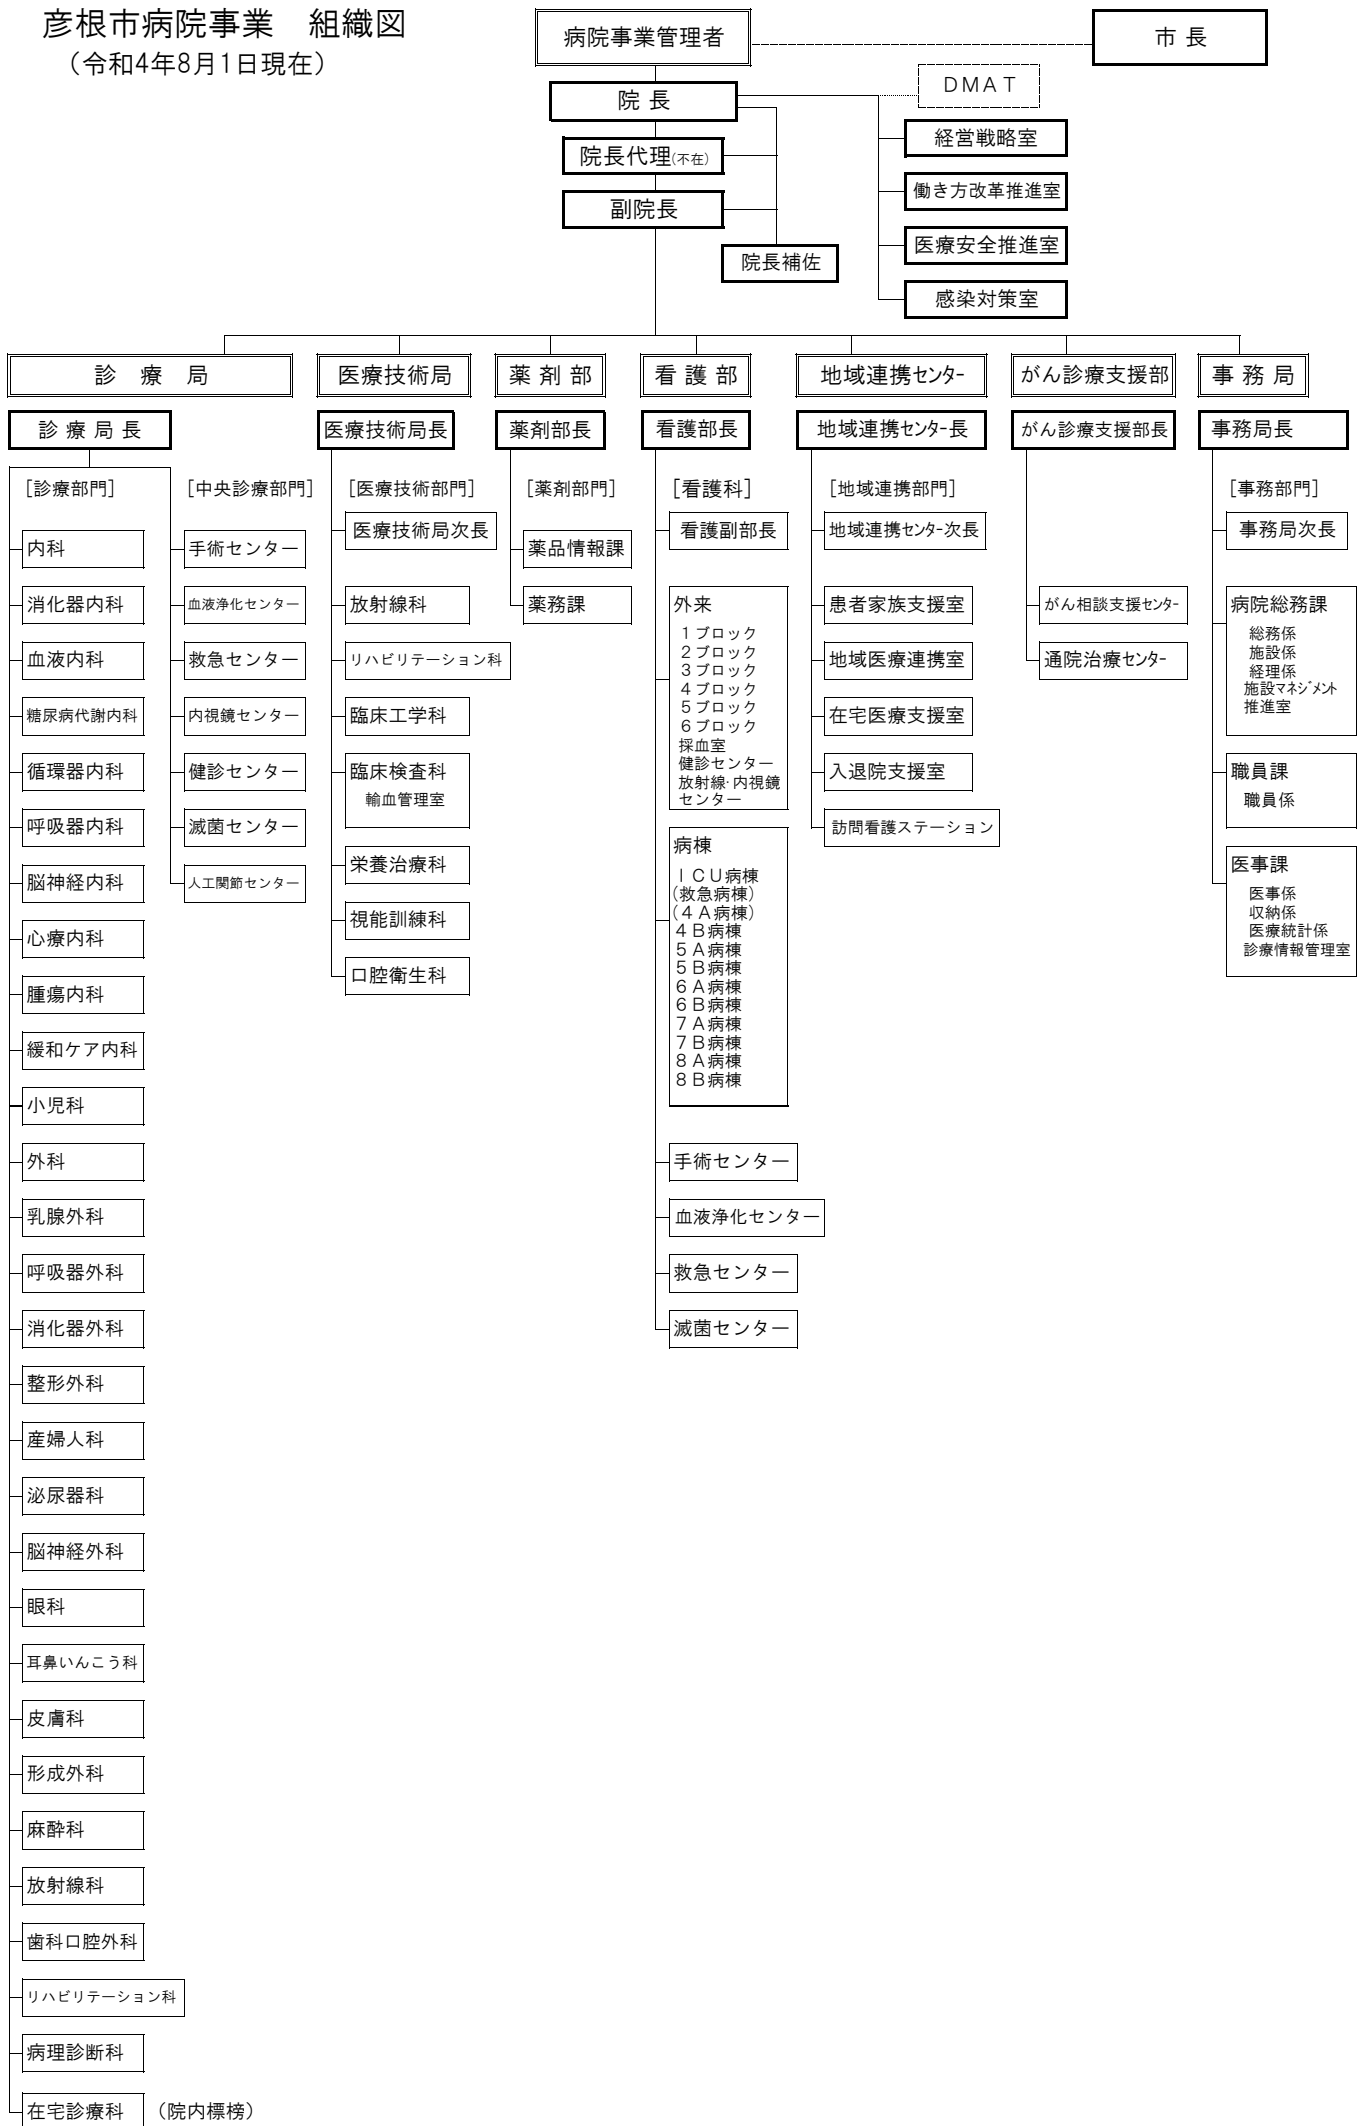 彦根市病院事業　組織図
（令和4年8月1日現在）
病院事業管理者
市 長
院 長
ＤＭＡＴ
経営戦略室
院長代理(不在)
働き方改革推進室
副院長
医療安全推進室
院長補佐
感染対策室
診　療　局
医療技術局
薬 剤 部
看 護 部
地域連携ｾﾝﾀｰ
がん診療支援部
事 務 局
診 療 局 長
医療技術局長
薬剤部長
看護部長
地域連携ｾﾝﾀｰ長
がん診療支援部長
事務局長
［診療部門］
内科
消化器内科
血液内科
糖尿病代謝内科
循環器内科
呼吸器内科
脳神経内科
心療内科
腫瘍内科
緩和ケア内科
小児科
外科
乳腺外科
呼吸器外科
消化器外科
整形外科
産婦人科
泌尿器科
脳神経外科
眼科
耳鼻いんこう科
皮膚科
形成外科
麻酔科
放射線科
歯科口腔外科
リハビリテーション科
病理診断科
在宅診療科　（院内標榜）
［中央診療部門］
手術センター
血液浄化センター
救急センター
内視鏡センター
健診センター
滅菌センター
人工関節センター
［医療技術部門］
医療技術局次長
放射線科
リハビリテーション科
臨床工学科
臨床検査科
輸血管理室
栄養治療科
視能訓練科
口腔衛生科
［薬剤部門］
薬品情報課
薬務課
［看護科］
看護副部長
外来
１ブロック
２ブロック
３ブロック
４ブロック
５ブロック
６ブロック
採血室
健診センター
放射線･内視鏡
センター
病棟
ＩＣＵ病棟
(救急病棟)
(４Ａ病棟)
４Ｂ病棟
５Ａ病棟
５Ｂ病棟
６Ａ病棟
６Ｂ病棟
７Ａ病棟
７Ｂ病棟
８Ａ病棟
８Ｂ病棟
手術センター
血液浄化センター
救急センター
滅菌センター
［地域連携部門］
地域連携ｾﾝﾀｰ次長
患者家族支援室
地域医療連携室
在宅医療支援室
入退院支援室
訪問看護ステーション
がん相談支援ｾﾝﾀｰ
通院治療ｾﾝﾀｰ
［事務部門］
事務局次長
病院総務課
総務係
施設係
経理係
施設ﾏﾈｼﾞﾒﾝﾄ
推進室
職員課
職員係
医事課
医事係
収納係
医療統計係
診療情報管理室